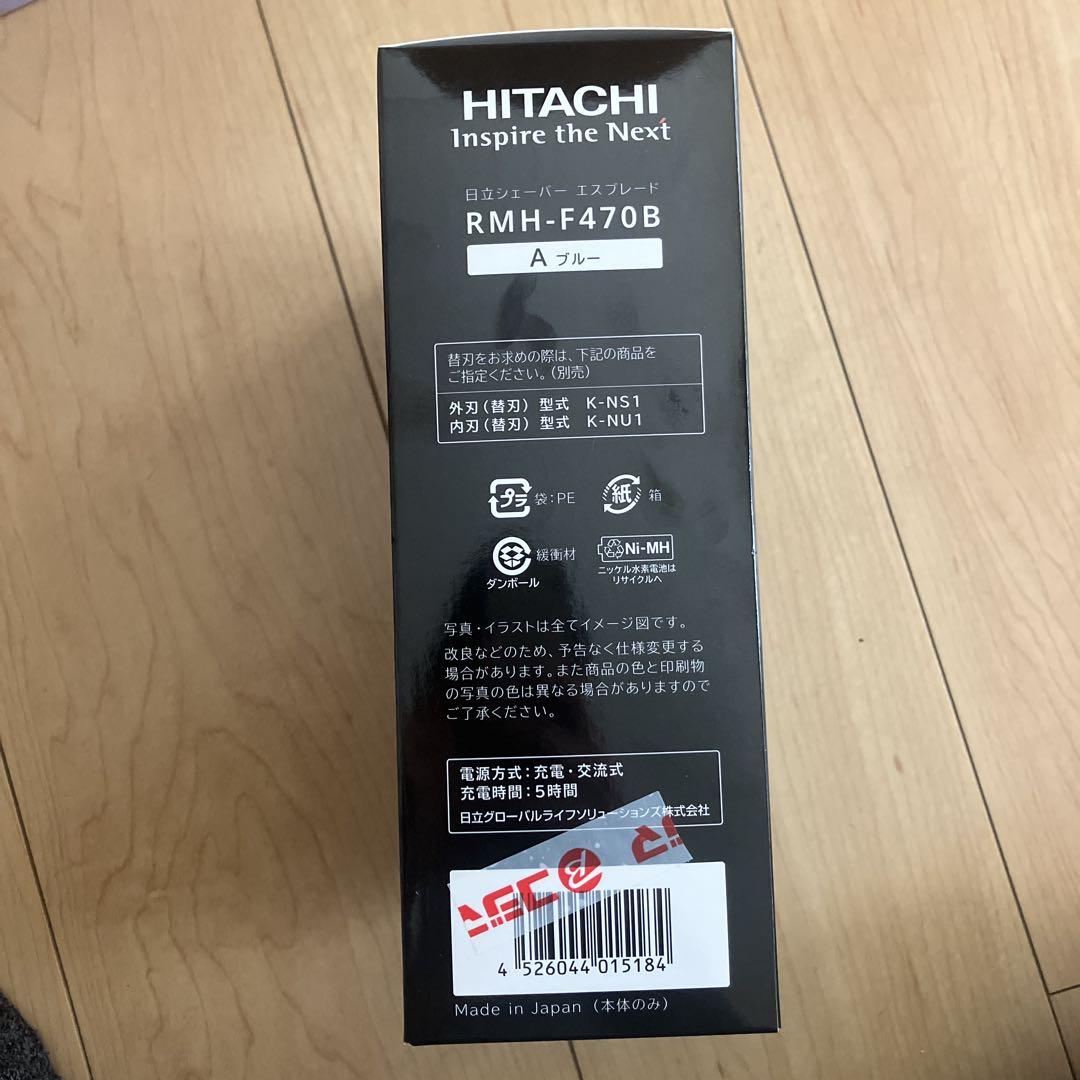 HITACHI
Inspire the Next
日立シェーバー エスブレード
RMH-F470B
A ブルー
替刃をお求めの際は、下記の商品を
ご指定ください。(別売)
外刃(替刃) 型式 K-NS1
内刃(替刃) 型式 K-NU1
プラ 袋:PE
紙 箱
緩衝材
ダンボール
Ni-MH
ニッケル水素電池は
リサイクルへ
写真・イラストは全てイメージ図です。
改良などのため、予告なく仕様変更する
場合があります。また商品の色と印刷物
の写真の色は異なる場合がありますので
ご了承ください。
電源方式:充電・交流式
充電時間:5時間
日立グローバルライフソリューションズ株式会社
4 526044 015184
Made in Japan (本体のみ)